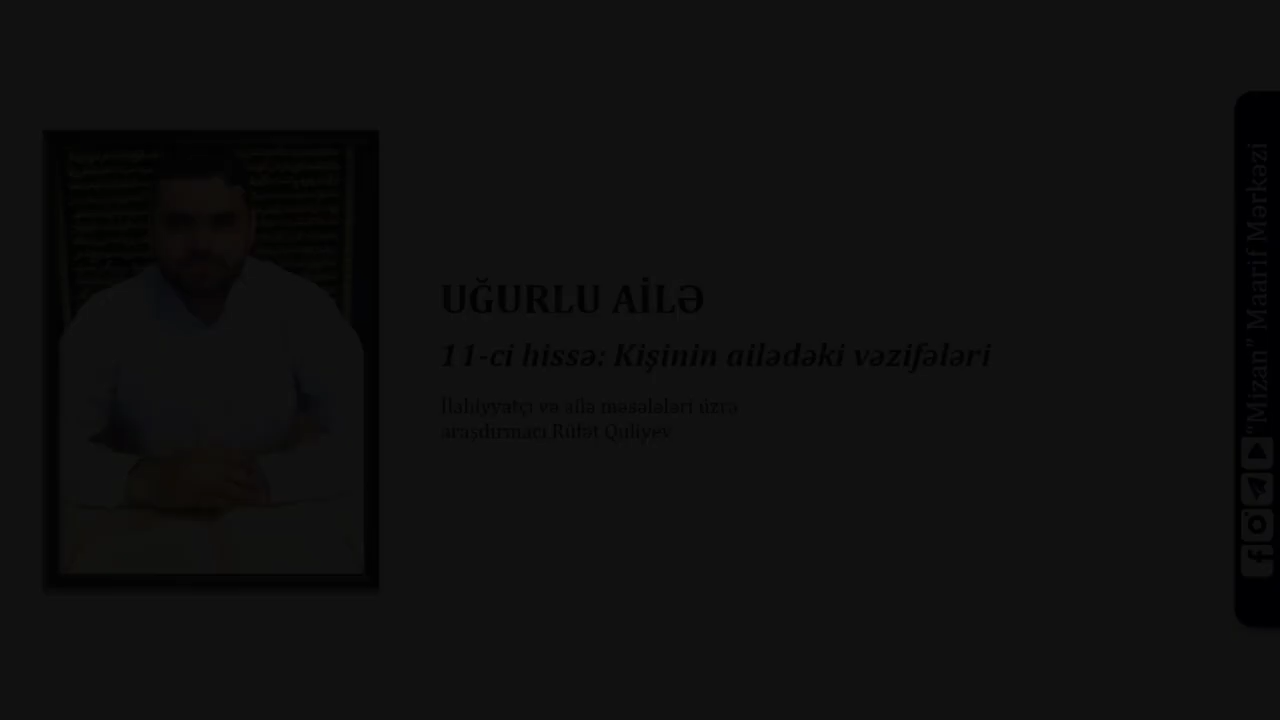 UĞURLU AİLƏ
11-ci hissə: Kişinin ailədəki vəzifələri
İlahiyyatçı və ailə məsələləri üzrə
araşdırmacı Rüfət Quliyev
"Mizan" Maarif Mərkəzi